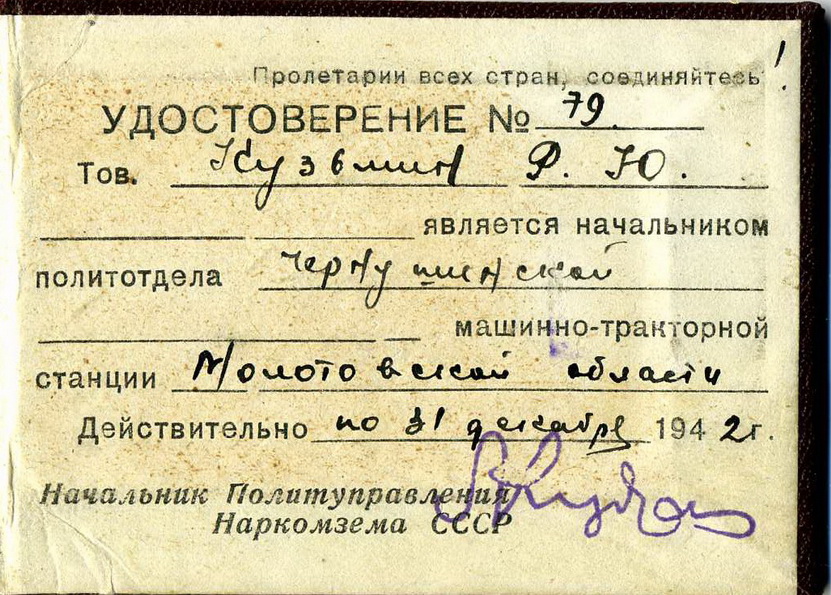 Пролетарии всех стран, соединяйтесь!
УДОСТОВЕРЕНИЕ № 79
Тов. Кузьмин Ф. Ю.
является начальником
политотдела Чернушинской
машинно-тракторной
станции Молотовской области
Действительно по 31 декабря 1942г.
Начальник Политуправления
Наркомзема СССР